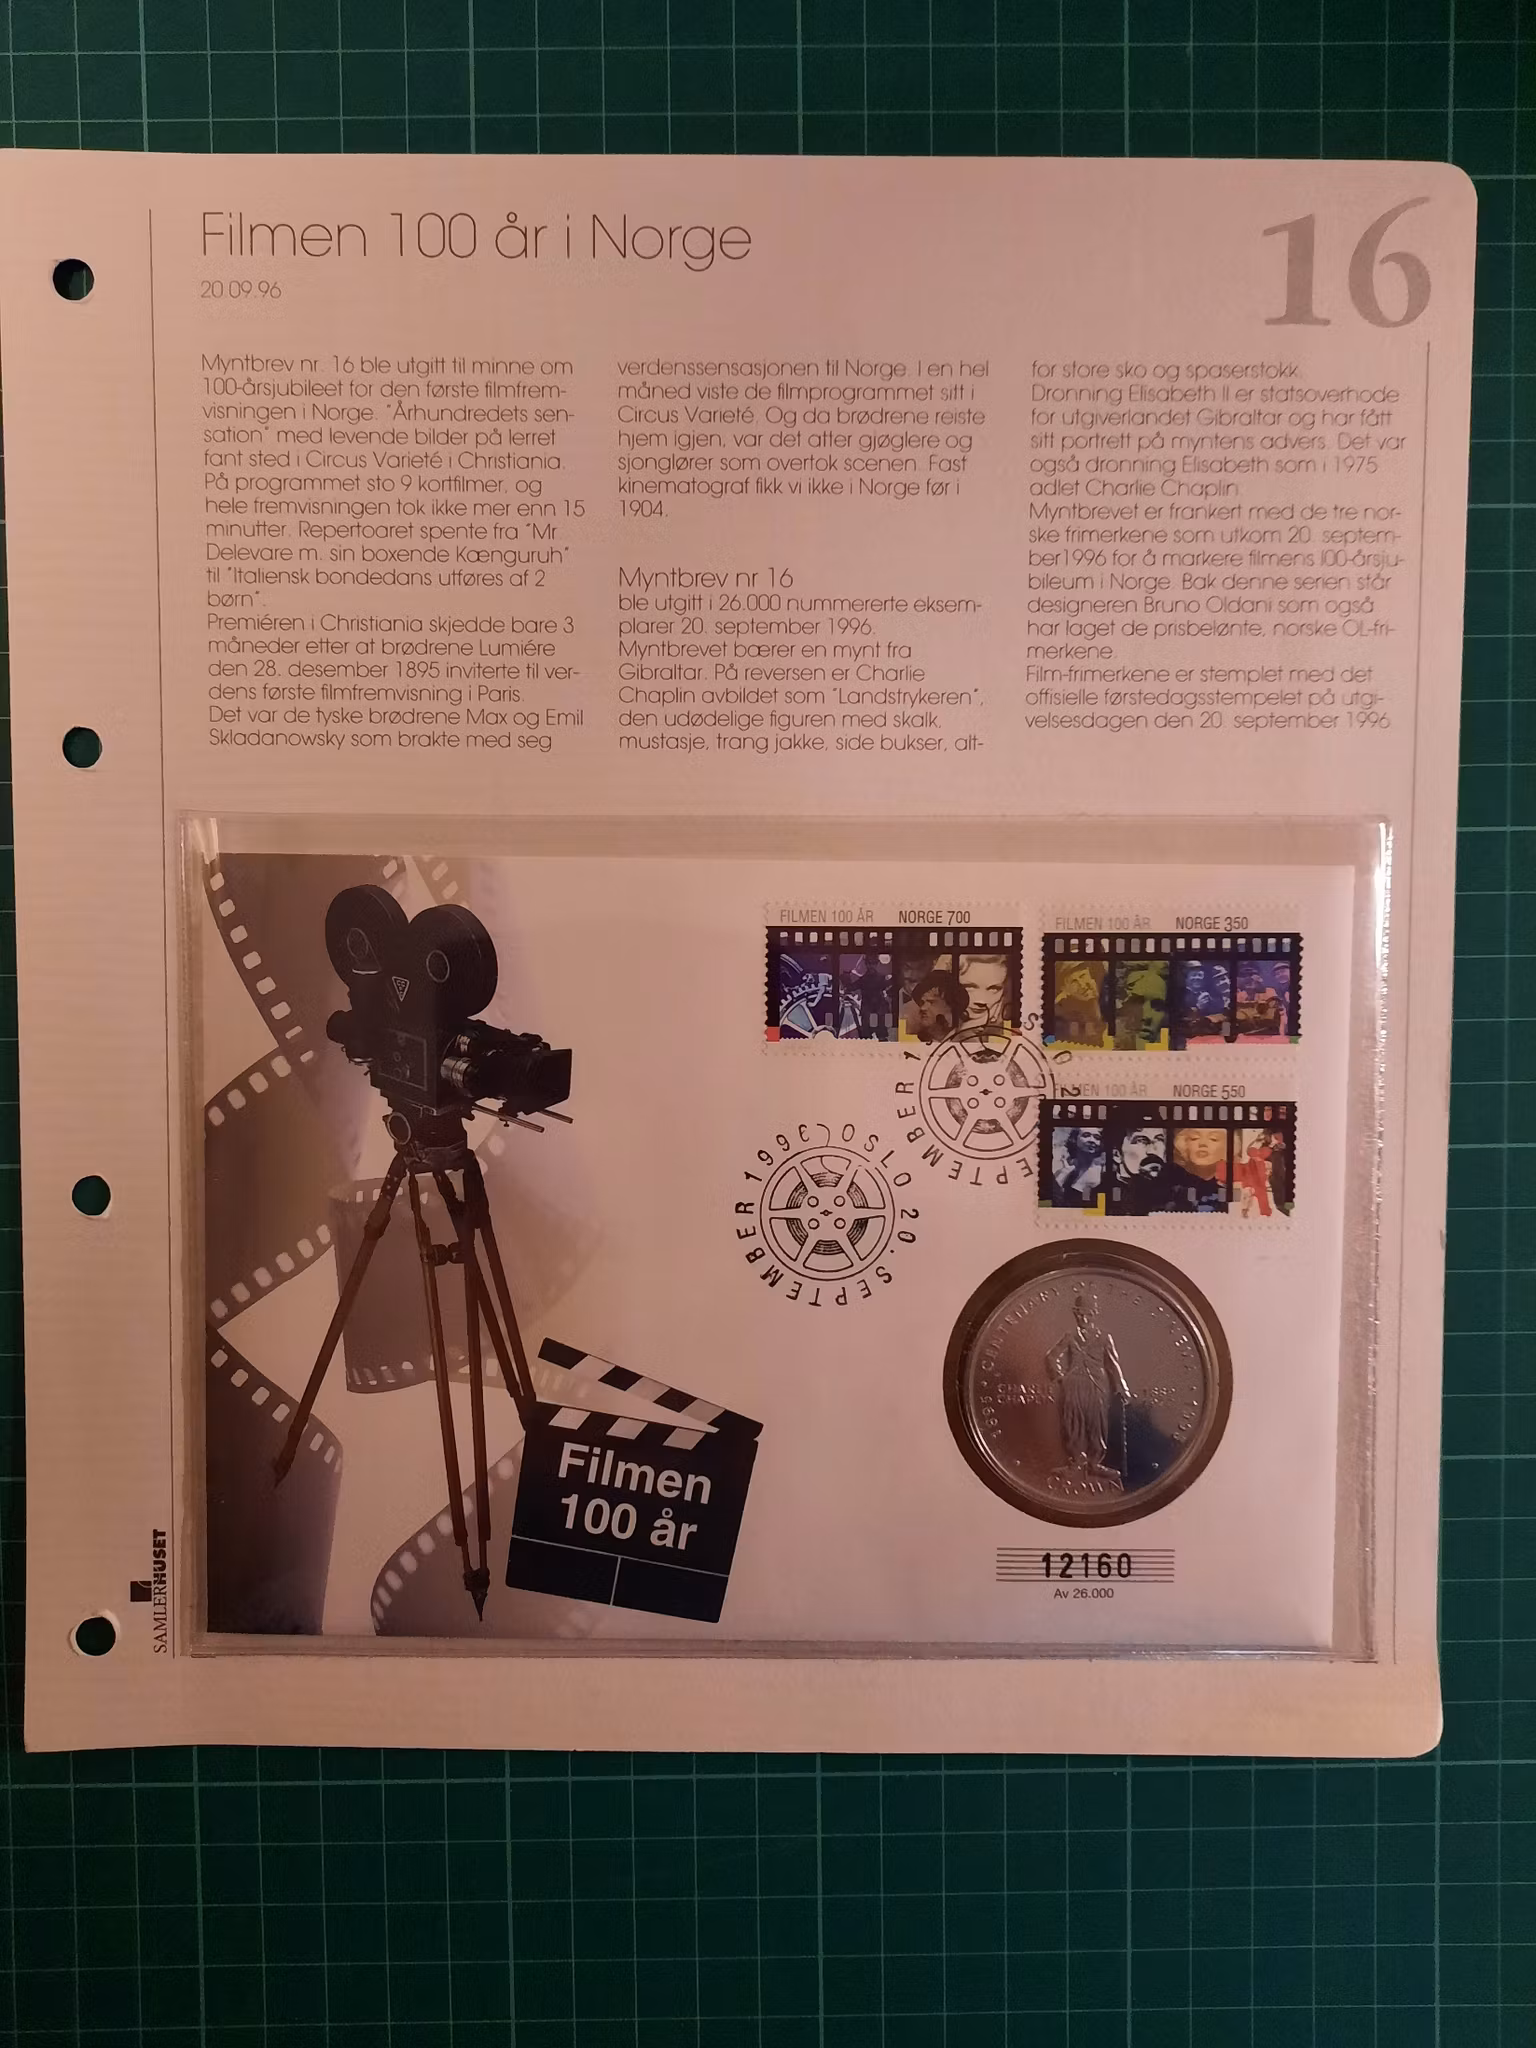 Filmen 100 år i Norge
20.09.96
16
Myntbrev nr. 16 ble utgitt til minne om
100-årsjubileet for den første filmfrem-
visningen i Norge. "Århundredets sen-
sation" med levende bilder på lerret
fant sted i Circus Varieté i Christiania.
På programmet sto 9 kortfilmer, og
hele fremvisningen tok ikke mer enn 15
minutter. Repertoaret spente fra "Mr
Delevare m. sin boxende Kœnguruh"
til "Italiensk bondedans utføres af 2
børn".
Premiéren i Christiania skjedde bare 3
måneder etter at brødrene Lumiére
den 28. desember 1895 inviterte til ver-
dens første filmfremvisning i Paris.
Det var de tyske brødrene Max og Emil
Skladanowsky som brakte med seg
verdenssensasjonen til Norge. I en hel
måned viste de filmprogrammet sitt i
Circus Varieté. Og da brødrene reiste
hjem igjen, var det atter gjøglere og
sjonglører som overtok scenen. Fast
kinematograf fikk vi ikke i Norge før i
1904.
Myntbrev nr 16
ble utgitt i 26.000 nummererte eksem-
plarer 20. september 1996.
Myntbrevet bærer en mynt fra
Gibraltar. På reversen er Charlie
Chaplin avbildet som "Landstrykeren",
den udødelige figuren med skalk,
mustasje, trang jakke, side bukser, alt-
for store sko og spaserstokk.
Dronning Elisabeth II er statsoverhode
for utgiverlandet Gibraltar og har fått
sitt portrett på myntens advers. Det var
også dronning Elisabeth som i 1975
adlet Charlie Chaplin.
Myntbrevet er frankert med de tre nor-
ske frimerkene som utkom 20. septem-
ber1996 for å markere filmens 100-årsju-
bileum i Norge. Bak denne serien står
designeren Bruno Oldani som også
har laget de prisbelønte, norske OL-fri-
merkene.
Film-frimerkene er stemplet med det
offisielle førstedagsstempelet på utgi-
velsesdagen den 20. september 1996.
FILMEN 100 ÅR NORGE 700
FILMEN 100 ÅR NORGE 350
FILMEN 100 ÅR NORGE 550
OSLO 20. SEPTEMBER 1996
SEPTEMBER
CENTENARY OF THE CINEMA
CHARLIE
CHAPLIN
1895
CROWN
Filmen
100 år
12160
Av 26.000
SAMLERHUSET